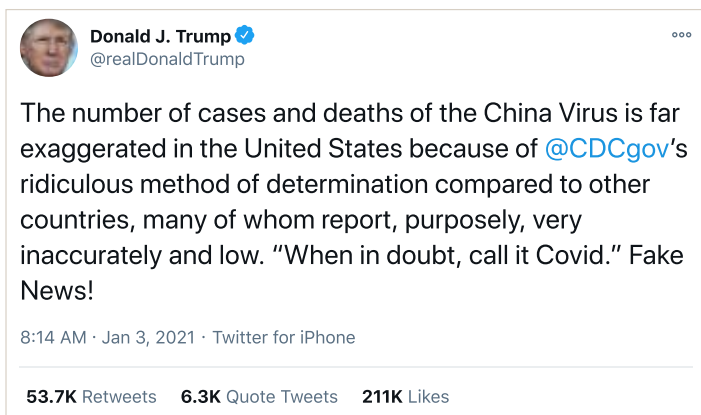 Donald J. Trump
@realDonaldTrump
The number of cases and deaths of the China Virus is far
exaggerated in the United States because of @CDCgov’s
ridiculous method of determination compared to other
countries, many of whom report, purposely, very
inaccurately and low. “When in doubt, call it Covid.” Fake
News!
8:14 AM · Jan 3, 2021 · Twitter for iPhone
53.7K Retweets 6.3K Quote Tweets 211K Likes